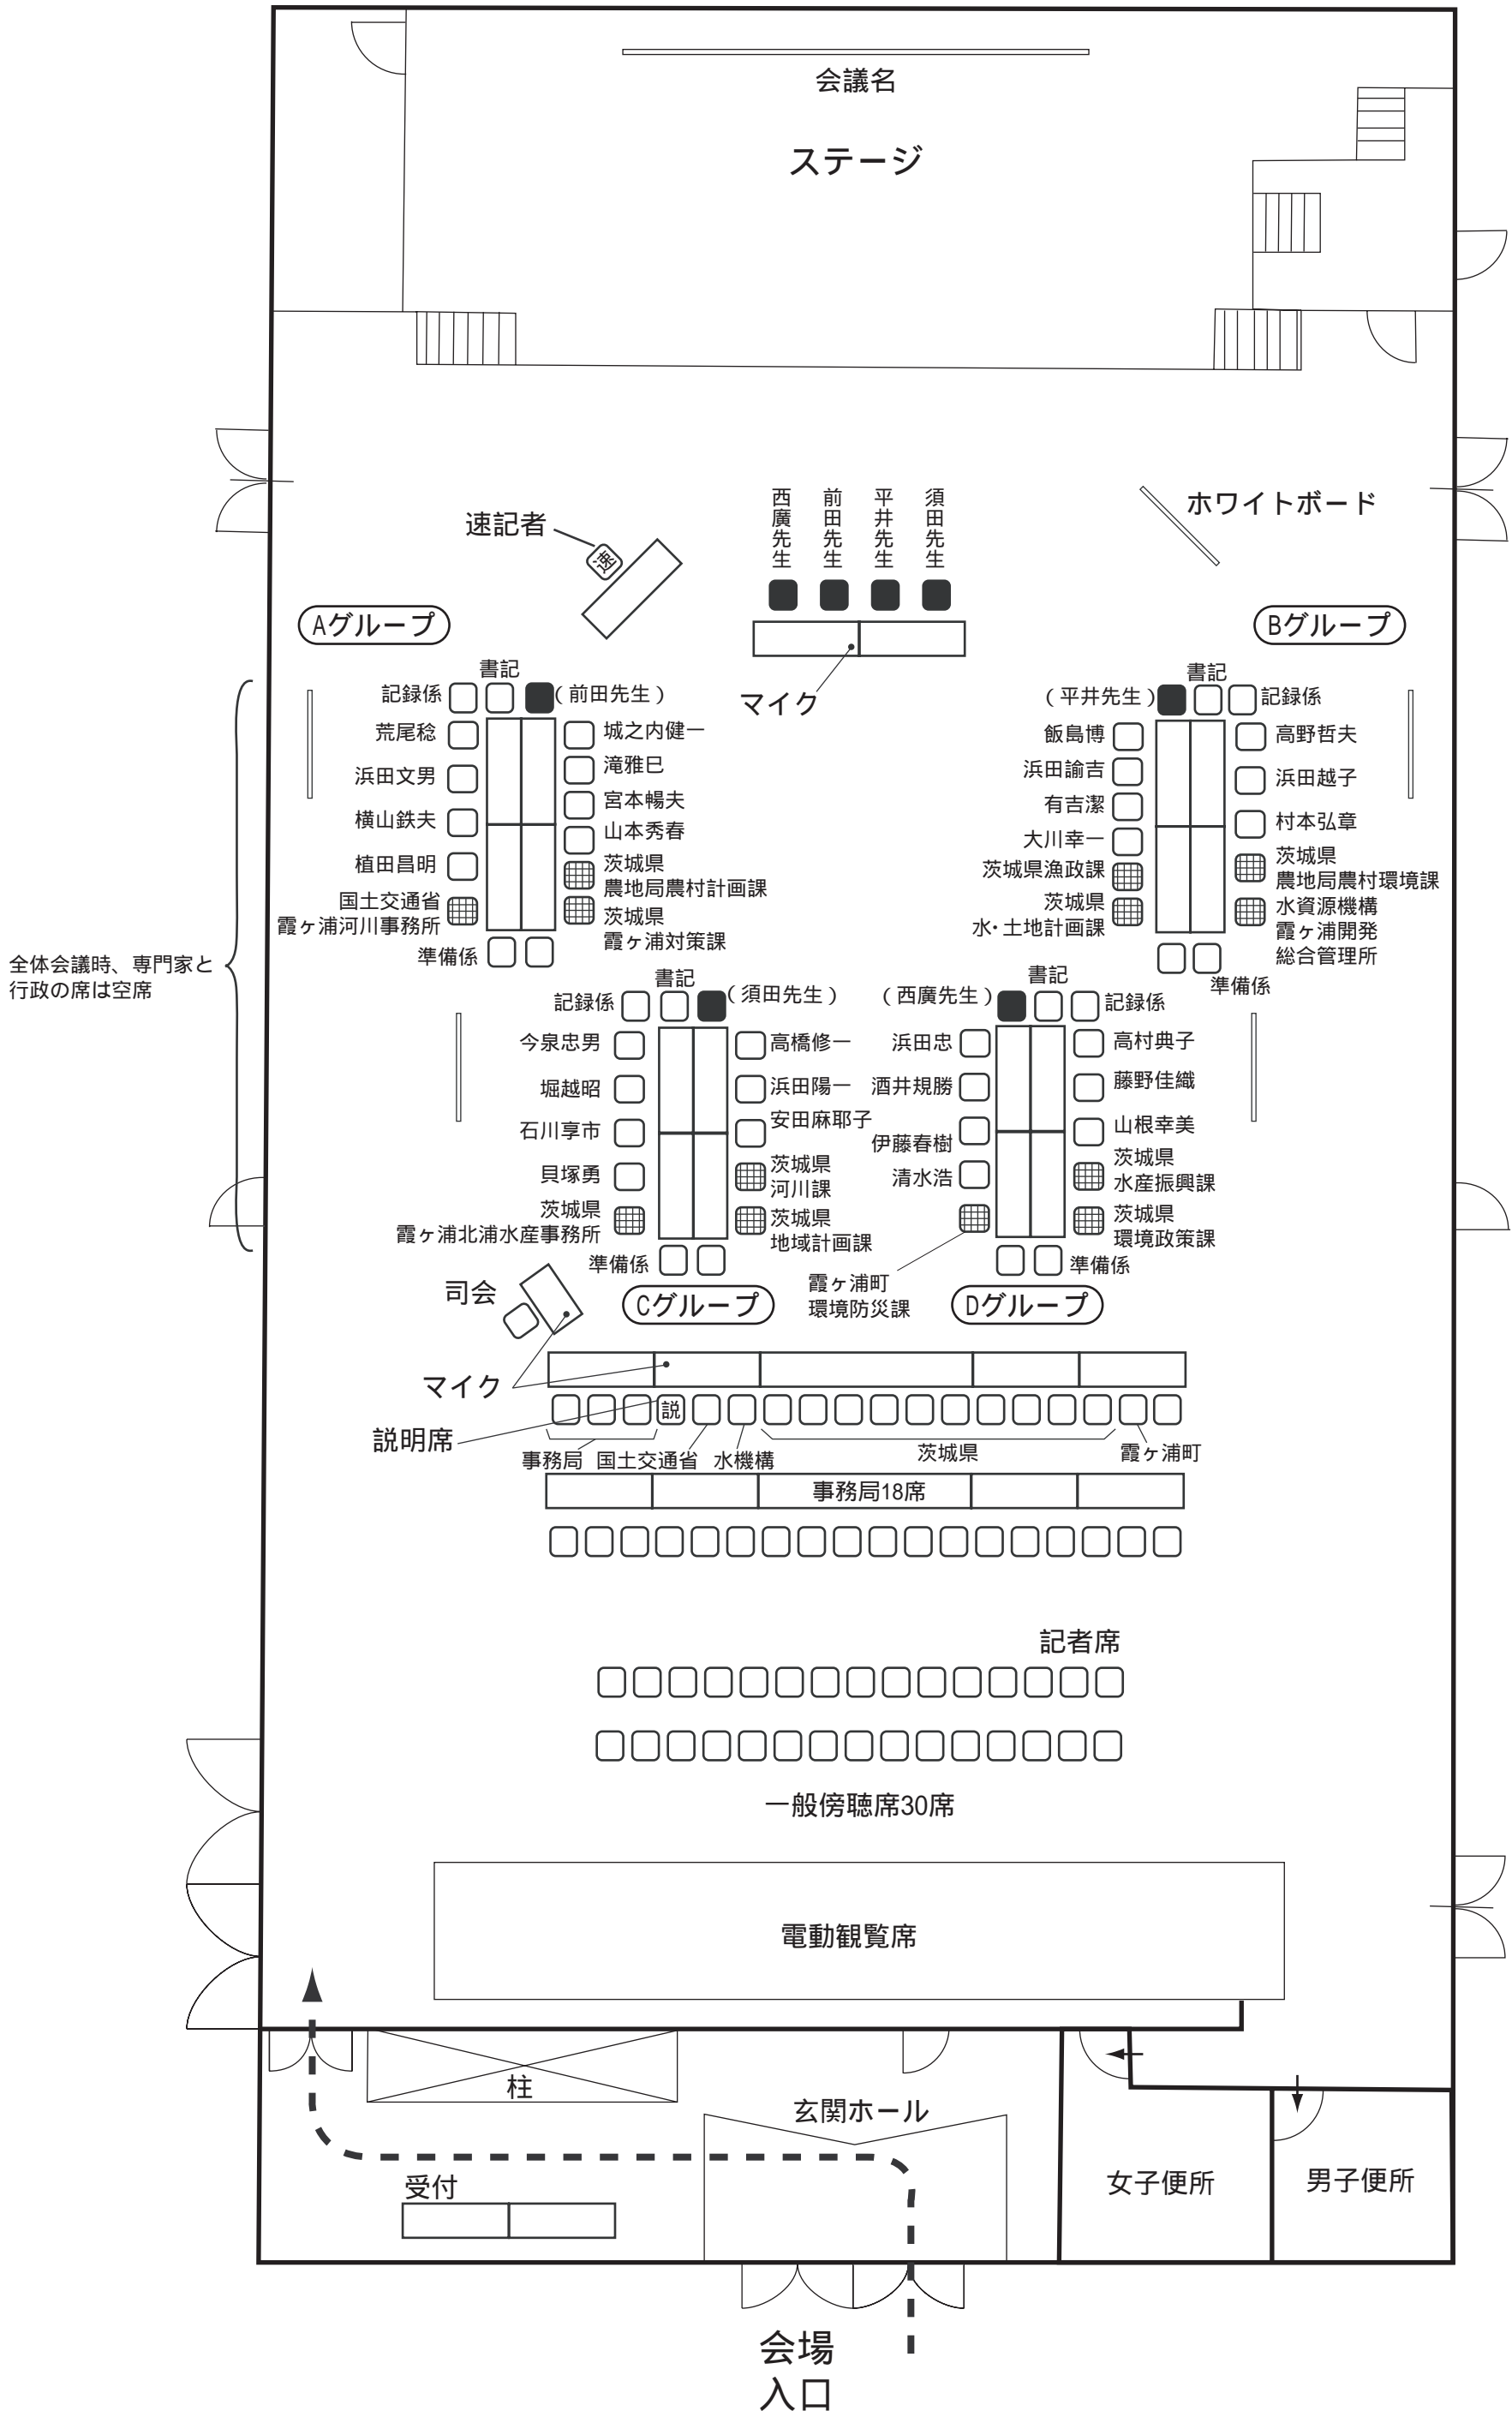 会議名
ステージ
ホワイトボード
速記者
速
西廣先生
前田先生
平井先生
須田先生
マイク
Aグループ
書記
記録係
（前田先生）
荒尾稔
浜田文男
横山鉄夫
植田昌明
国土交通省
霞ヶ浦河川事務所
城之内健一
滝雅巳
宮本暢夫
山本秀春
茨城県
農地局農村計画課
茨城県
霞ヶ浦対策課
準備係
Bグループ
書記
（平井先生）
記録係
飯島博
浜田諭吉
有吉潔
大川幸一
茨城県漁政課
茨城県
水・土地計画課
高野哲夫
浜田越子
村本弘章
茨城県
農地局農村環境課
水資源機構
霞ヶ浦開発
総合管理所
準備係
全体会議時、専門家と
行政の席は空席
書記
記録係
（須田先生）
今泉忠男
堀越昭
石川享市
貝塚勇
茨城県
霞ヶ浦北浦水産事務所
高橋修一
浜田陽一
安田麻耶子
茨城県
河川課
茨城県
地域計画課
準備係
Cグループ
書記
（西廣先生）
記録係
浜田忠
酒井規勝
伊藤春樹
清水浩
霞ヶ浦町
環境防災課
高村典子
藤野佳織
山根幸美
茨城県
水産振興課
茨城県
環境政策課
準備係
Dグループ
司会
マイク
説
説明席
事務局
国土交通省
水機構
茨城県
霞ヶ浦町
事務局18席
記者席
一般傍聴席30席
電動観覧席
柱
玄関ホール
受付
女子便所
男子便所
会場
入口